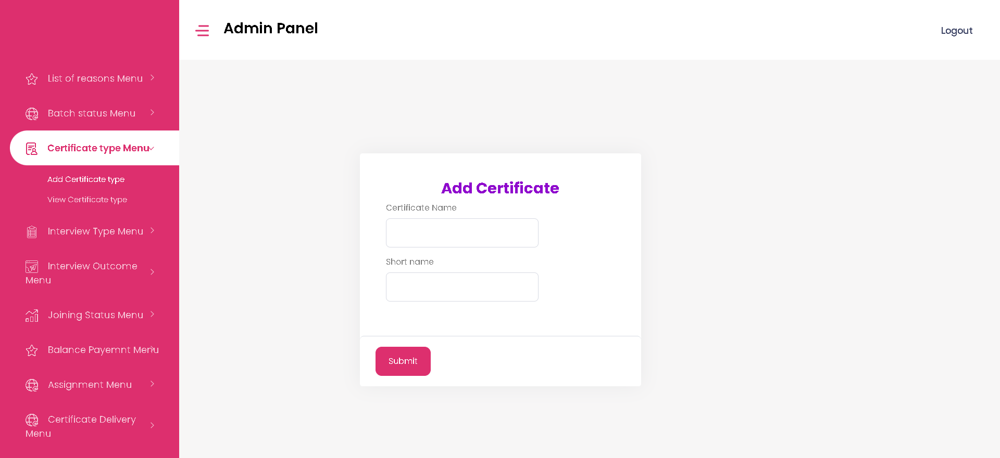 Admin Panel
Logout
List of reasons Menu
Batch status Menu
Certificate type Menu
Add Certificate type
View Certificate type
Interview Type Menu
Interview Outcome
Menu
Joining Status Menu
Balance Payemnt Menu
Assignment Menu
Certificate Delivery
Menu
Add Certificate
Certificate Name
Short name
Submit